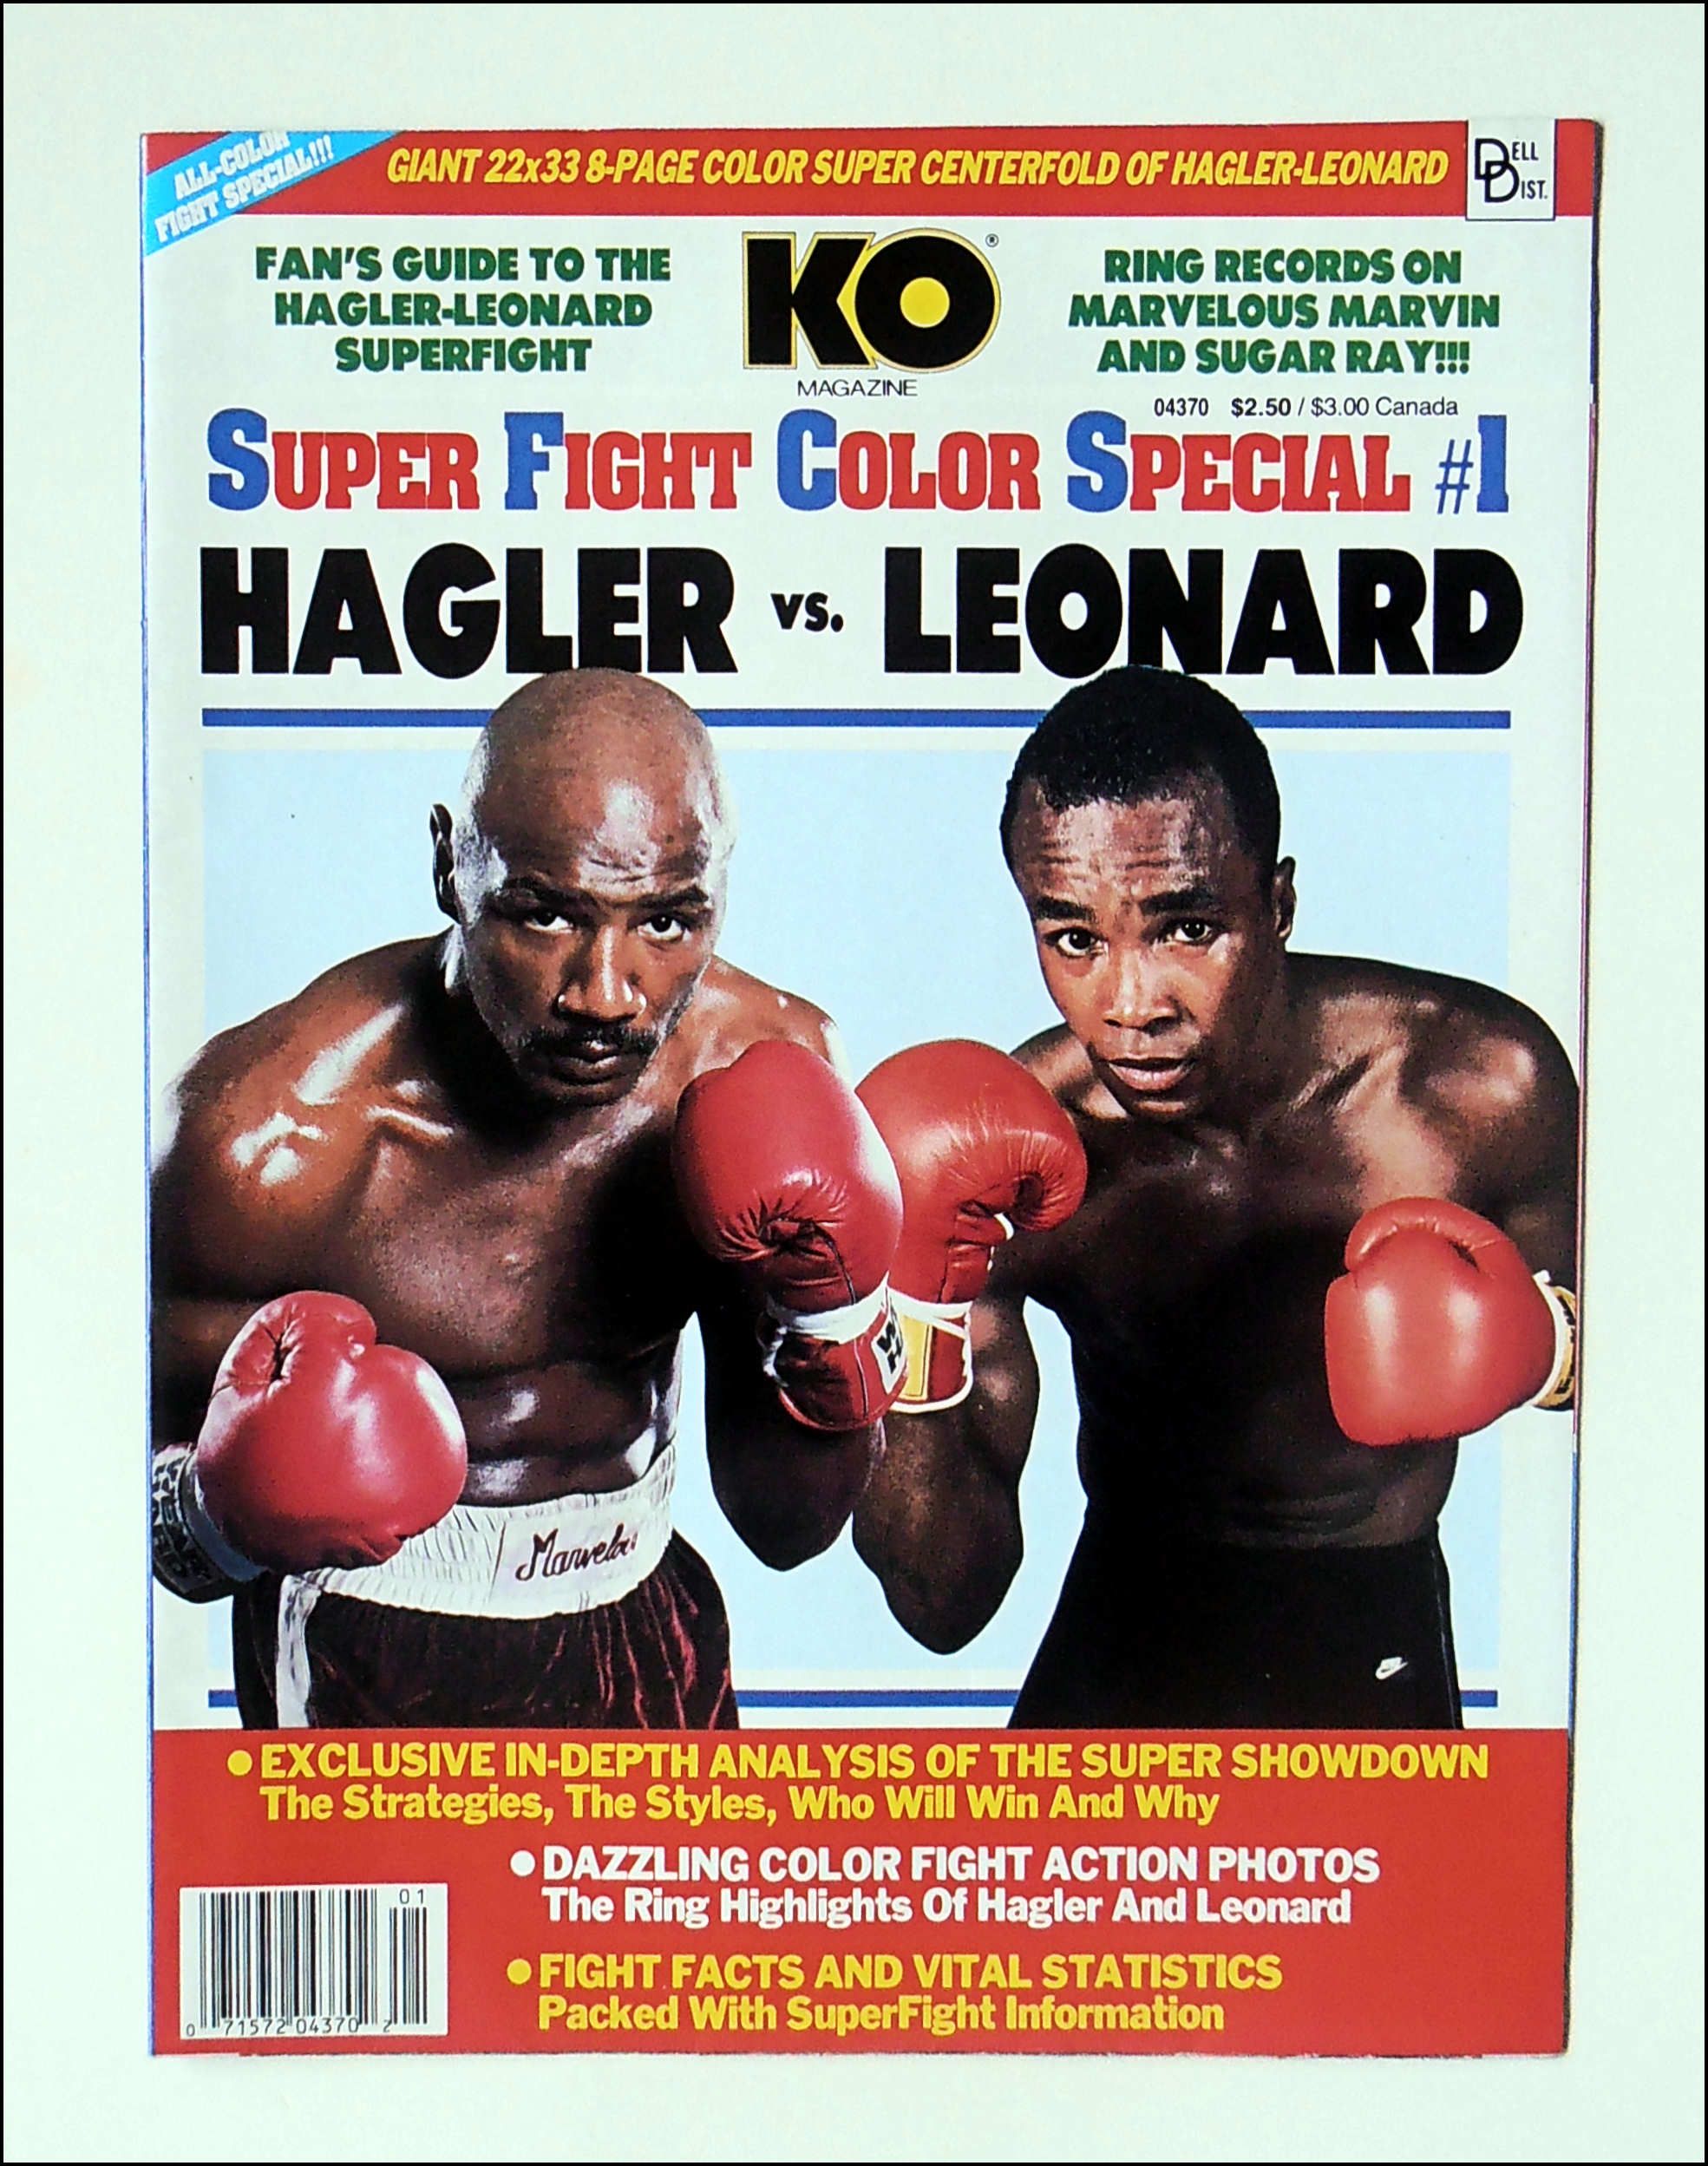 ALL-COLOR
FIGHT SPECIAL!!!
GIANT 22x33 8-PAGE COLOR SUPER CENTERFOLD OF HAGLER-LEONARD
DELL
DIST.
FAN'S GUIDE TO THE
HAGLER-LEONARD
SUPERFIGHT
KO®
MAGAZINE
RING RECORDS ON
MARVELOUS MARVIN
AND SUGAR RAY!!!
04370 $2.50 / $3.00 Canada
SUPER FIGHT COLOR SPECIAL #1
HAGLER vs. LEONARD
Marvelou
• EXCLUSIVE IN-DEPTH ANALYSIS OF THE SUPER SHOWDOWN
The Strategies, The Styles, Who Will Win And Why
• DAZZLING COLOR FIGHT ACTION PHOTOS
The Ring Highlights Of Hagler And Leonard
• FIGHT FACTS AND VITAL STATISTICS
Packed With SuperFight Information
01
0 71572 04370 2